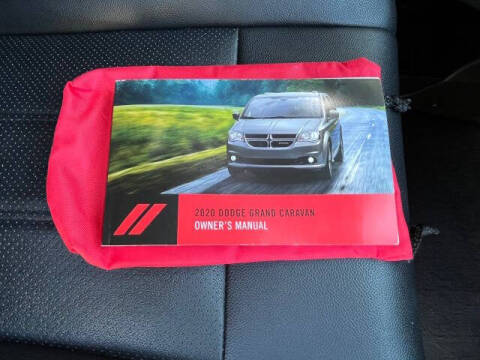 2020 DODGE GRAND CARAVAN
OWNER'S MANUAL